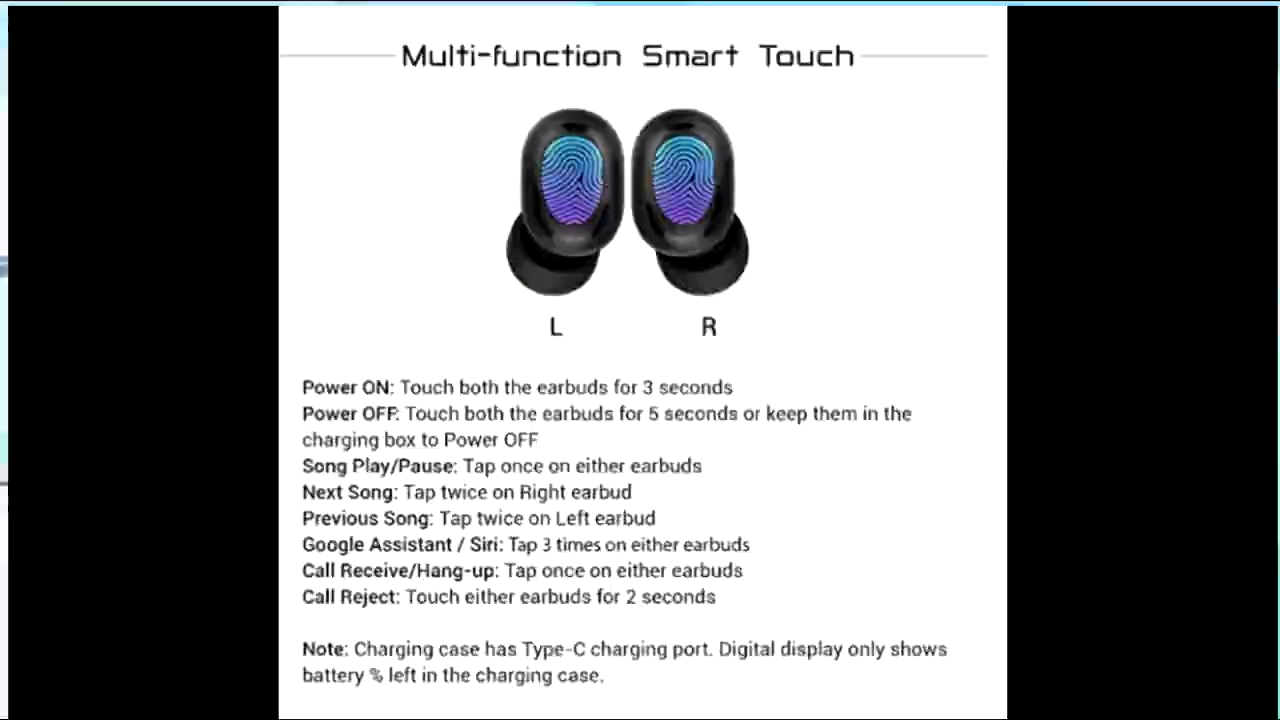 Multi-function Smart Touch
L R
Power ON: Touch both the earbuds for 3 seconds
Power OFF: Touch both the earbuds for 5 seconds or keep them in the
charging box to Power OFF
Song Play/Pause: Tap once on either earbuds
Next Song: Tap twice on Right earbud
Previous Song: Tap twice on Left earbud
Google Assistant / Siri: Tap 3 times on either earbuds
Call Receive/Hang-up: Tap once on either earbuds
Call Reject: Touch either earbuds for 2 seconds
Note: Charging case has Type-C charging port. Digital display only shows
battery % left in the charging case.